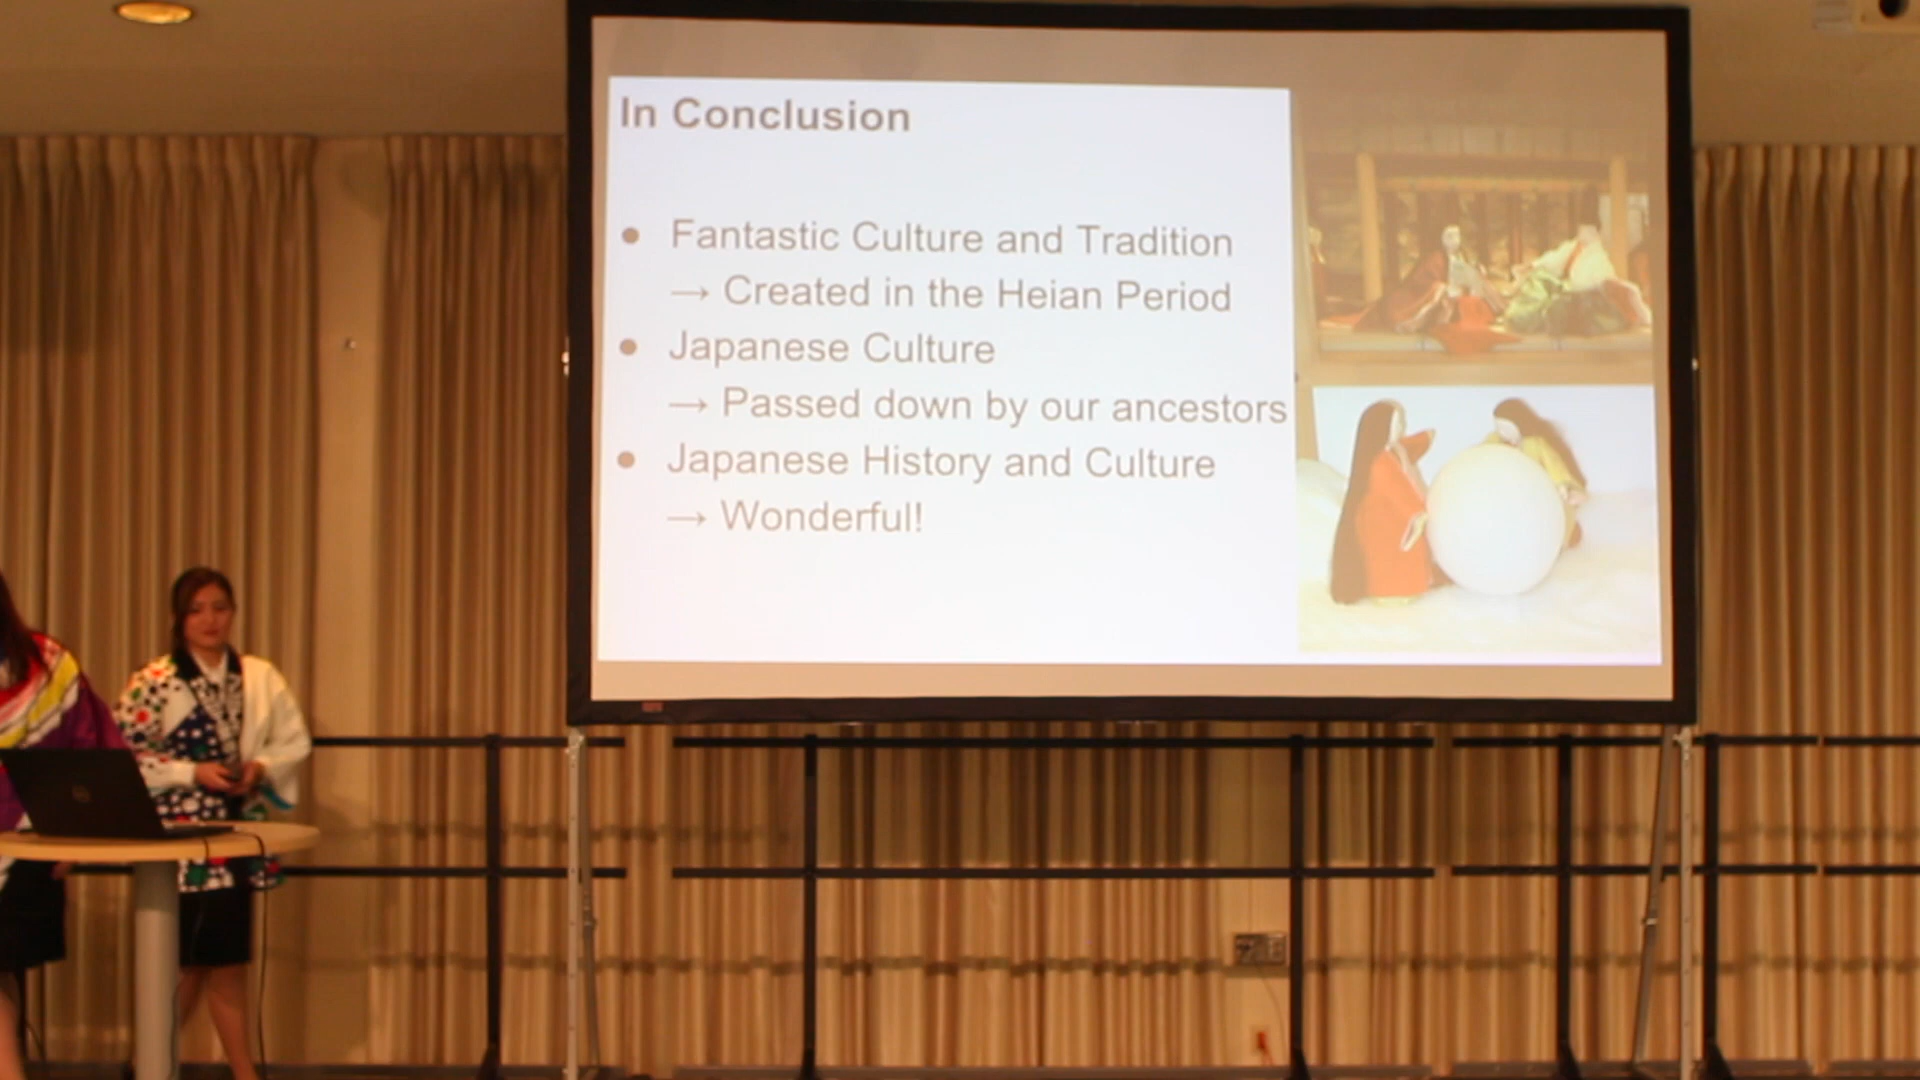 In Conclusion
● Fantastic Culture and Tradition
→ Created in the Heian Period
● Japanese Culture
→ Passed down by our ancestors
● Japanese History and Culture
→ Wonderful!